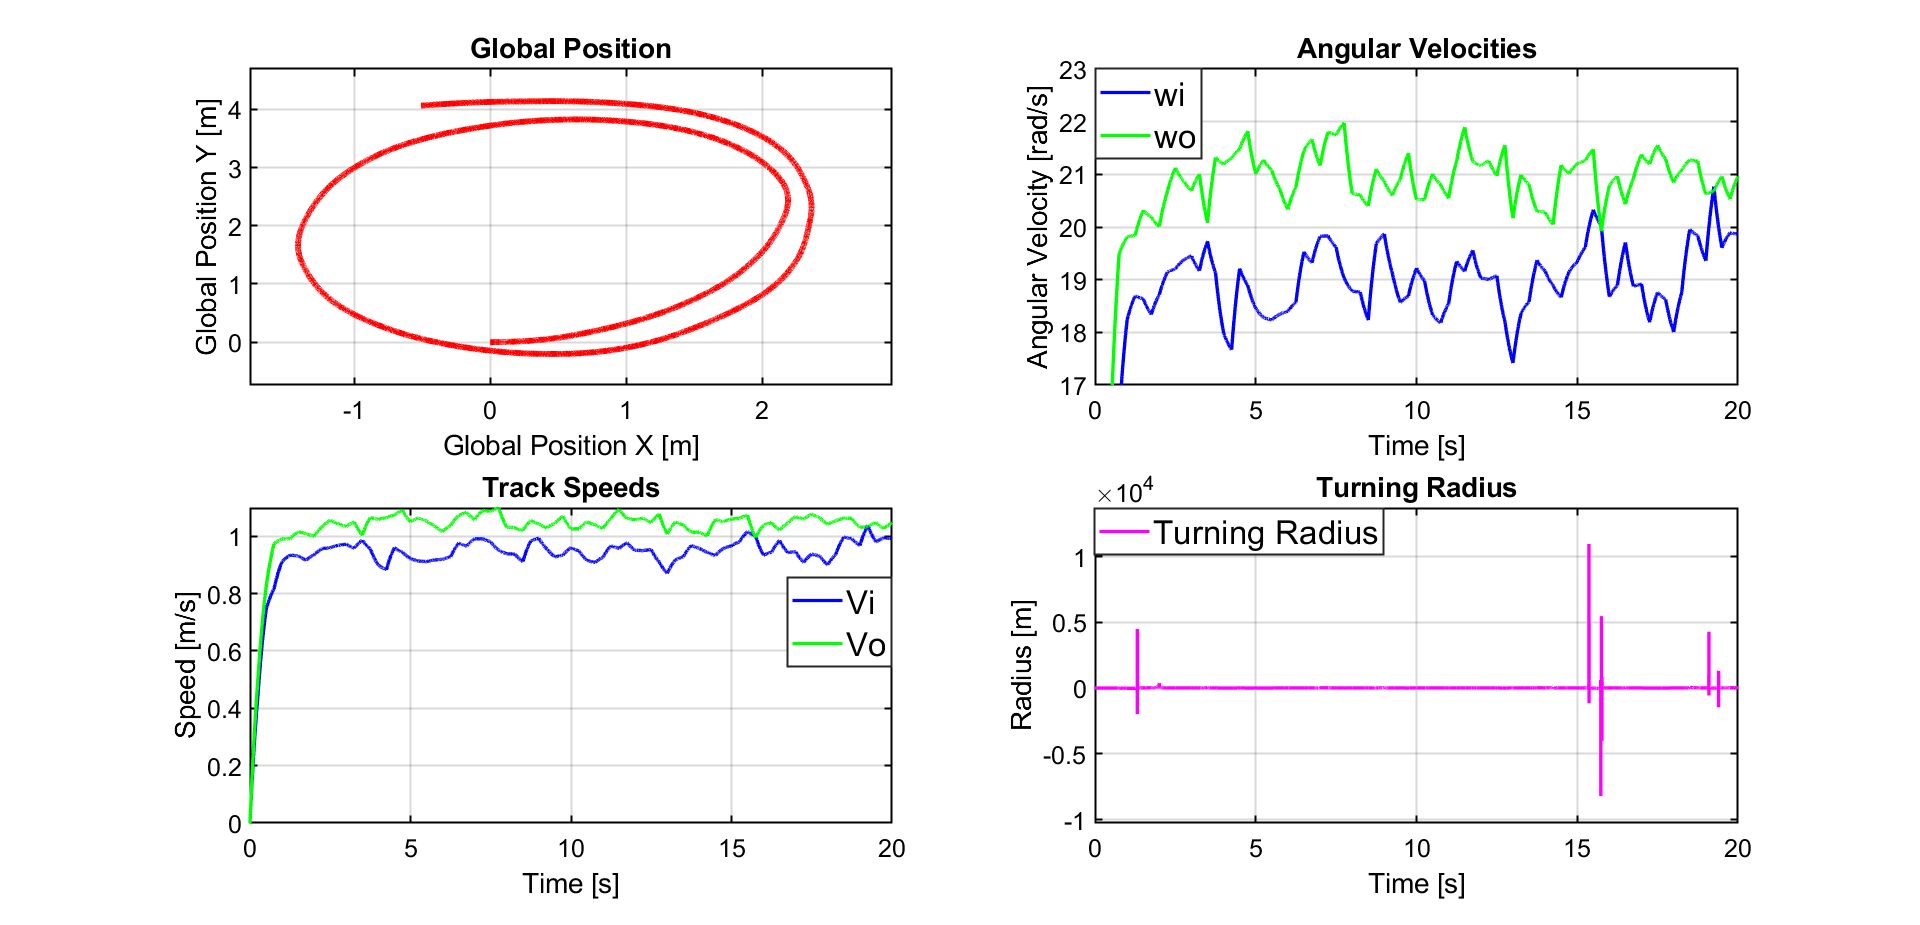 Global Position
Global Position Y [m]
4
3
2
1
0
-1
0
1
2
Global Position X [m]
Angular Velocities
Angular Velocity [rad/s]
23
22
21
20
19
18
17
wi
wo
0
5
10
15
20
Time [s]
Track Speeds
Speed [m/s]
1
0.8
0.6
0.4
0.2
0
Vi
Vo
0
5
10
15
20
Time [s]
Turning Radius
×10⁴
Radius [m]
1
0.5
0
-0.5
-1
Turning Radius
0
5
10
15
20
Time [s]